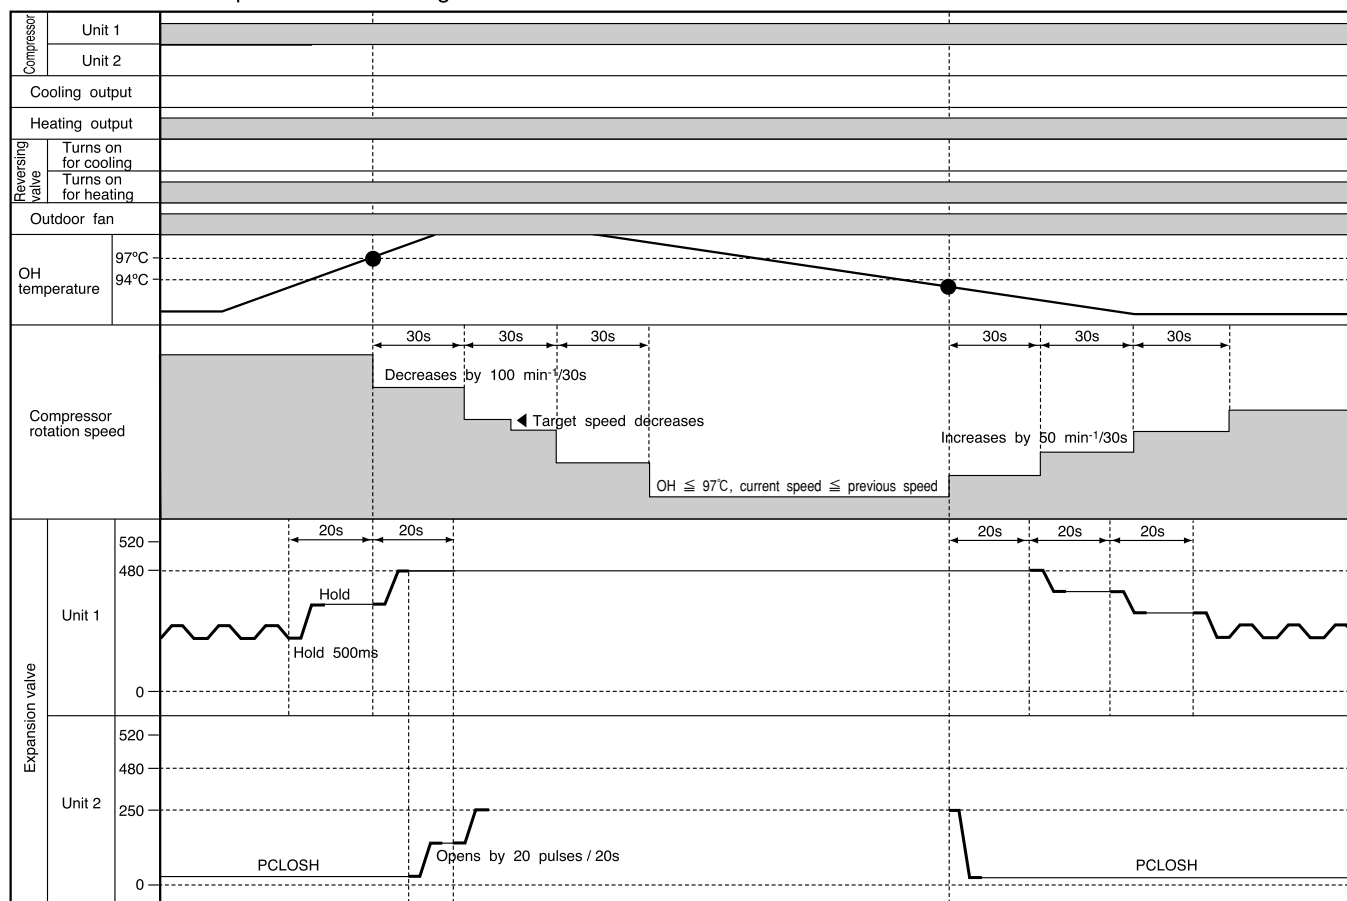 Compressor
Unit 1
Unit 2
Cooling output
Heating output
Reversing valve
Turns on
for cooling
Turns on
for heating
Outdoor fan
OH
temperature
97°C
94°C
30s 30s 30s 30s 30s 30s
Compressor
rotation speed
Decreases by 100 min-1/30s
◀ Target speed decreases
Increases by 50 min-1/30s
OH ≦ 97℃, current speed ≦ previous speed
Expansion valve
Unit 1
20s 20s 20s 20s 20s
520
480
Hold
Hold 500ms
0
Unit 2
520
480
250
Opens by 20 pulses / 20s
PCLOSH PCLOSH
0